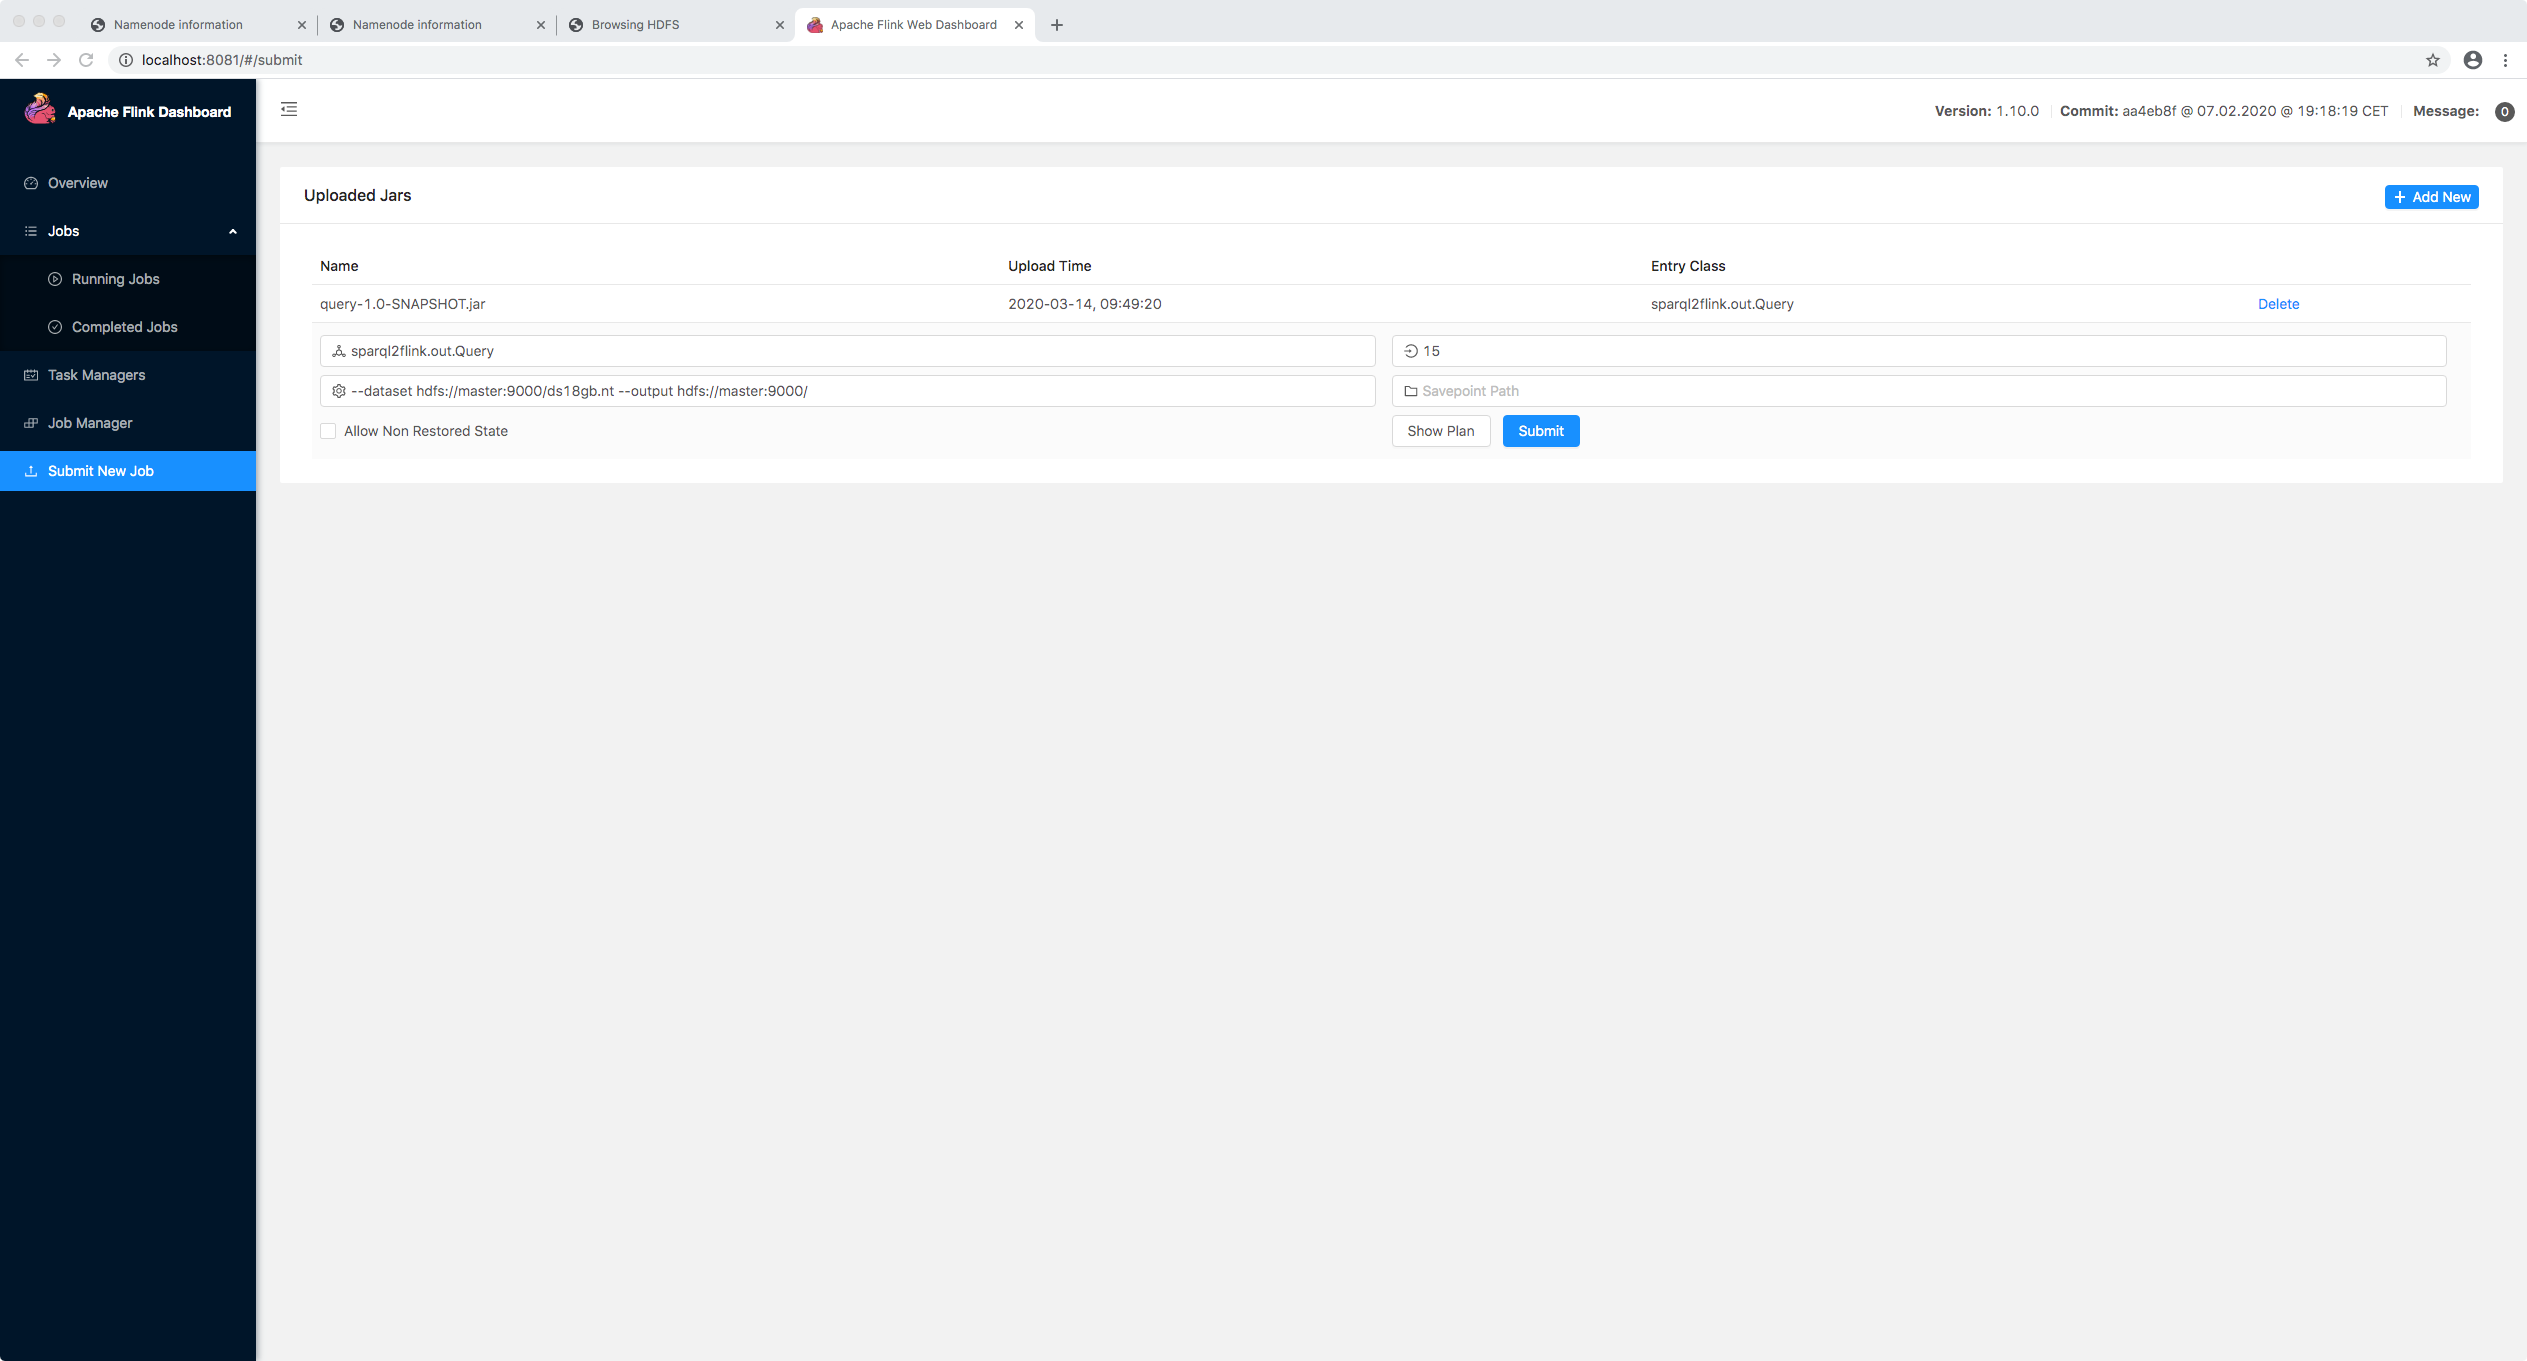 Namenode information
Namenode information
Browsing HDFS
Apache Flink Web Dashboard
localhost:8081/#/submit
Apache Flink Dashboard
Version: 1.10.0 Commit: aa4eb8f @ 07.02.2020 @ 19:18:19 CET Message: 0
Overview
Jobs
Running Jobs
Completed Jobs
Task Managers
Job Manager
Submit New Job
Uploaded Jars
Add New
Name Upload Time Entry Class
query-1.0-SNAPSHOT.jar 2020-03-14, 09:49:20 sparql2flink.out.Query Delete
sparql2flink.out.Query 15
--dataset hdfs://master:9000/ds18gb.nt --output hdfs://master:9000/ Savepoint Path
Allow Non Restored State Show Plan Submit